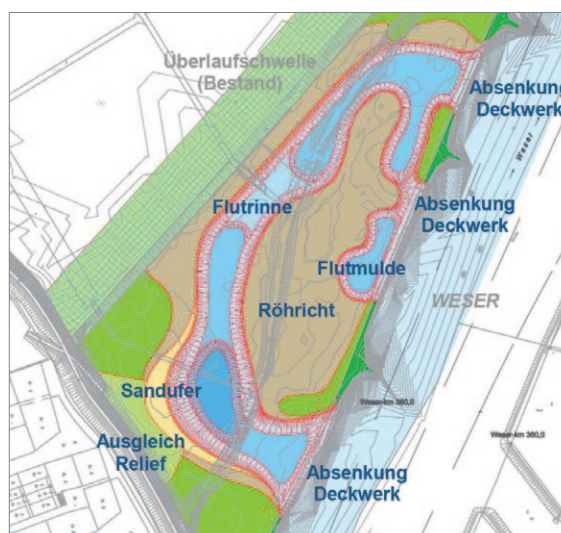 Überlaufschwelle
(Bestand)
Absenkung
Deckwerk
Weser
Flutrinne
Absenkung
Deckwerk
Flutmulde
Röhricht
WESER
Sandufer
Weser-km 360,0
Weser-km 360,0
Ausgleich
Relief
Absenkung
Deckwerk